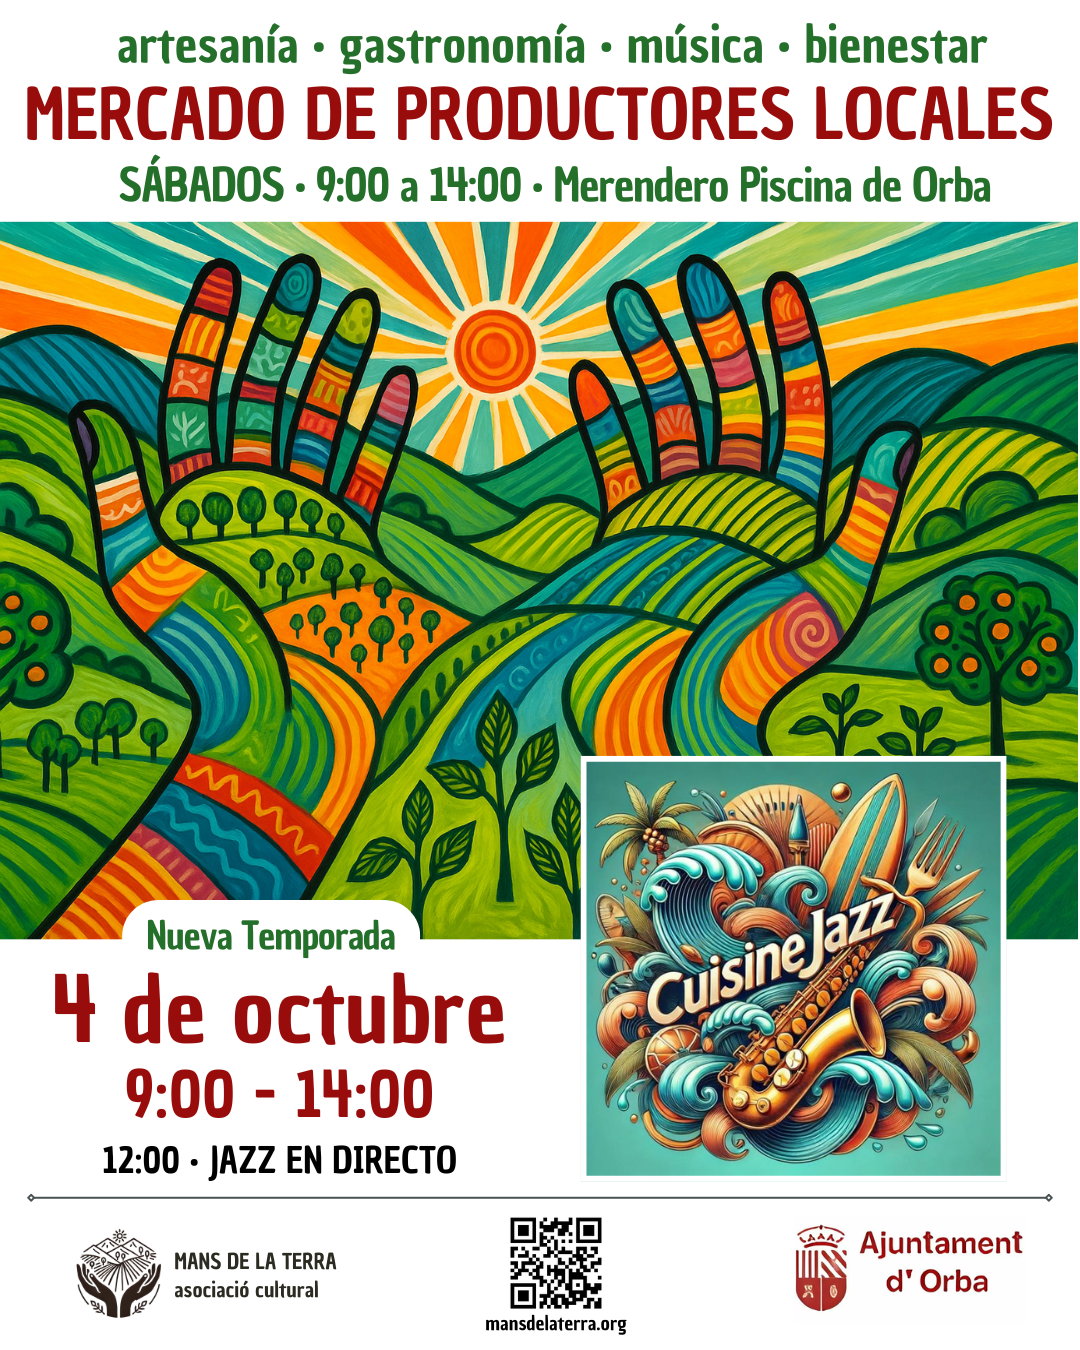 artesanía • gastronomía • música • bienestar
MERCADO DE PRODUCTORES LOCALES
SÁBADOS • 9:00 a 14:00 • Merendero Piscina de Orba
CuisineJazz
Nueva Temporada
4 de octubre
9:00 - 14:00
12:00 • JAZZ EN DIRECTO
MANS DE LA TERRA
asociació cultural
mansdelaterra.org
Ajuntament
d' Orba